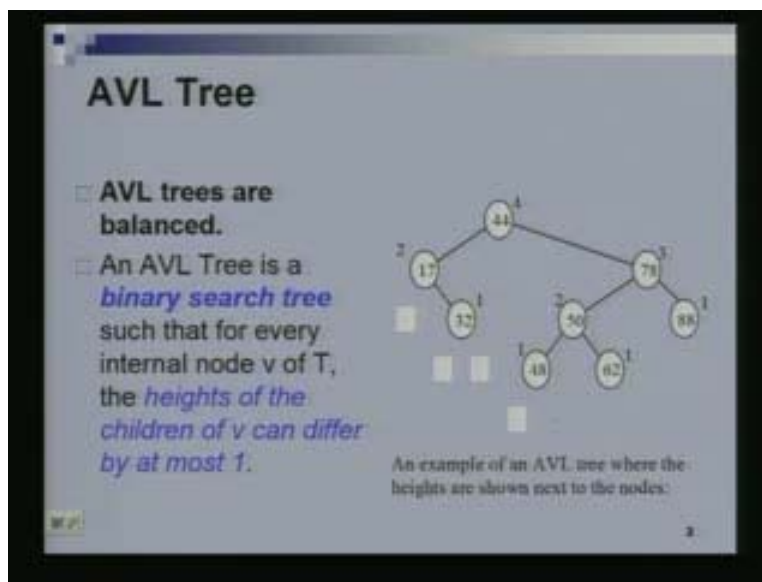 AVL Tree
AVL trees are
balanced.
An AVL Tree is a
binary search tree
such that for every
internal node v of T,
the heights of the
children of v can differ
by at most 1.
4
44
2
17
3
78
1
32
2
50
1
88
1
48
1
62
An example of an AVL tree where the
heights are shown next to the nodes:
3